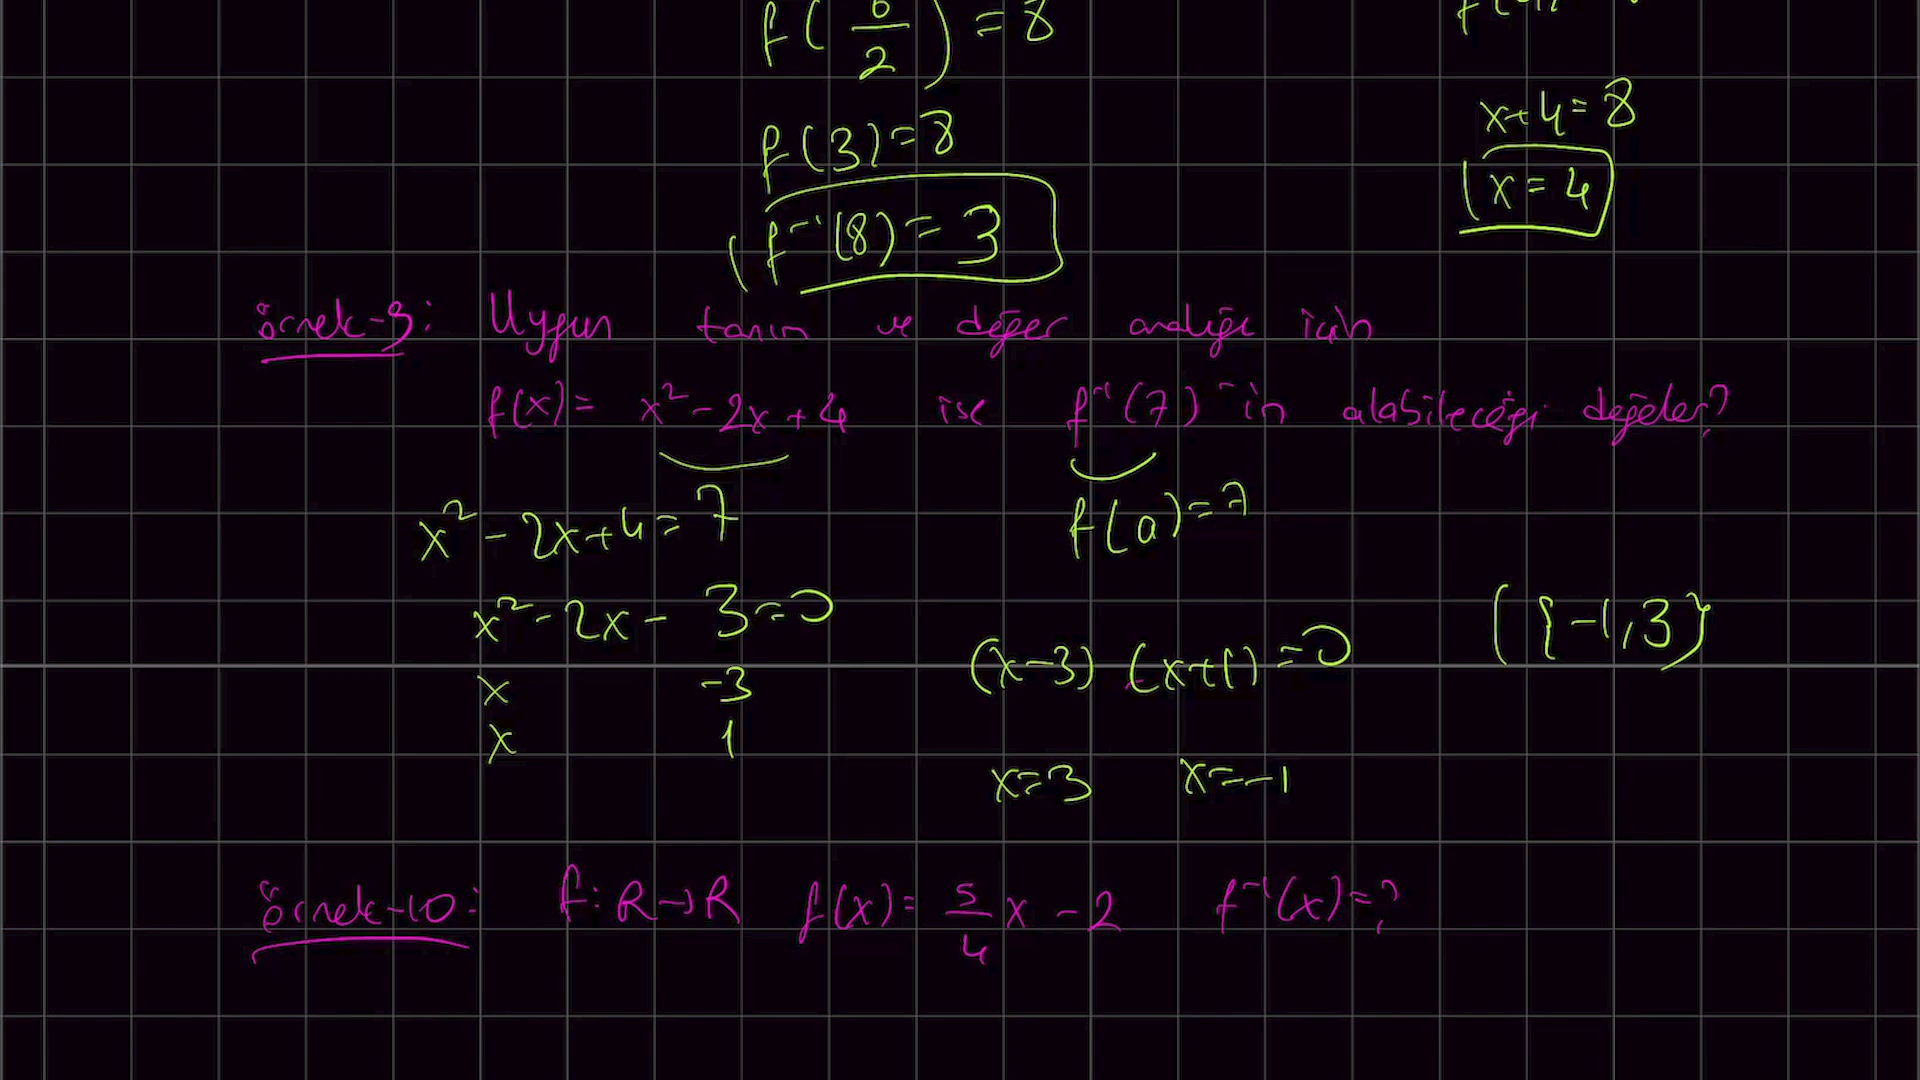 f(6/2) = 8
x+4=8
f(3)=8
x = 4
f⁻¹(8) = 3
örnek-9: Uygun tanım ve değer aralığı için
f(x)= x²-2x+4 ise f⁻¹(7)'in alabileceği değeler?
x²-2x+4=7
f(a)=7
x²-2x-3=0
{-1,3}
(x-3) (x+1)=0
x -3
x 1
x=3 x=-1
örnek-10: f: R→R f(x)= 5/4 x - 2 f⁻¹(x)=?